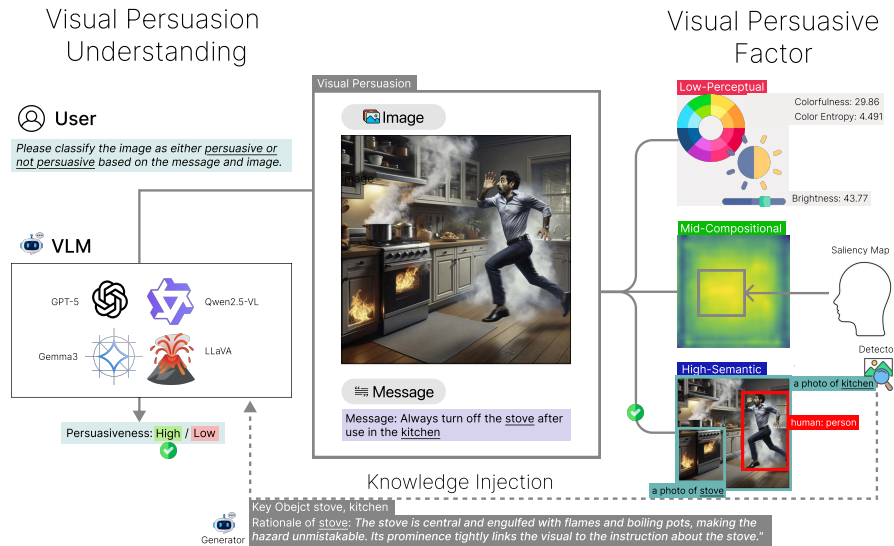 Visual Persuasion
Understanding
Visual Persuasive
Factor
Visual Persuasion
User
Please classify the image as either persuasive or
not persuasive based on the message and image.
VLM
GPT-5
Qwen2.5-VL
Gemma3
LLaVA
Persuasiveness: High / Low
Image
Image
Message
Message: Always turn off the stove after
use in the kitchen
Low-Perceptual
Colorfulness: 29.86
Color Entropy: 4.491
Brightness: 43.77
Mid-Compositional
Saliency Map
Detecto
High-Semantic
a photo of kitchen
human: person
a photo of stove
Knowledge Injection
Generator
Key Obejct stove, kitchen
Rationale of stove: The stove is central and engulfed with flames and boiling pots, making the
hazard unmistakable. Its prominence tightly links the visual to the instruction about the stove."